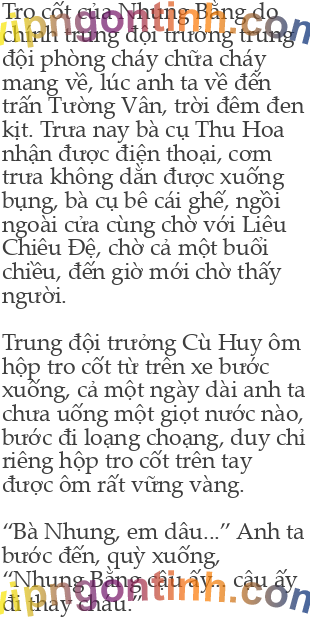 Tro cốt của Nhung Bằng do
chính trung đội trưởng trung
đội phòng cháy chữa cháy
mang về, lúc anh ta về đến
trấn Tường Vân, trời đêm đen
kịt. Trưa nay bà cụ Thu Hoa
nhận được điện thoại, cơm
trưa không dằn được xuống
bụng, bà cụ bê cái ghế, ngồi
ngoài cửa cùng chờ với Liêu
Chiêu Đệ, chờ cả một buổi
chiều, đến giờ mới chờ thấy
người.
Trung đội trưởng Cù Huy ôm
hộp tro cốt từ trên xe bước
xuống, cả một ngày dài anh ta
chưa uống một giọt nước nào,
bước đi loạng choạng, duy chỉ
riêng hộp tro cốt trên tay
được ôm rất vững vàng.
“Bà Nhung, em dâu...” Anh ta
bước đến, quỳ xuống,
“Nhung Bằng cậu ấy... cậu ấy
đi thay cháu.”
vipngontinh.com
vipngontinh.com